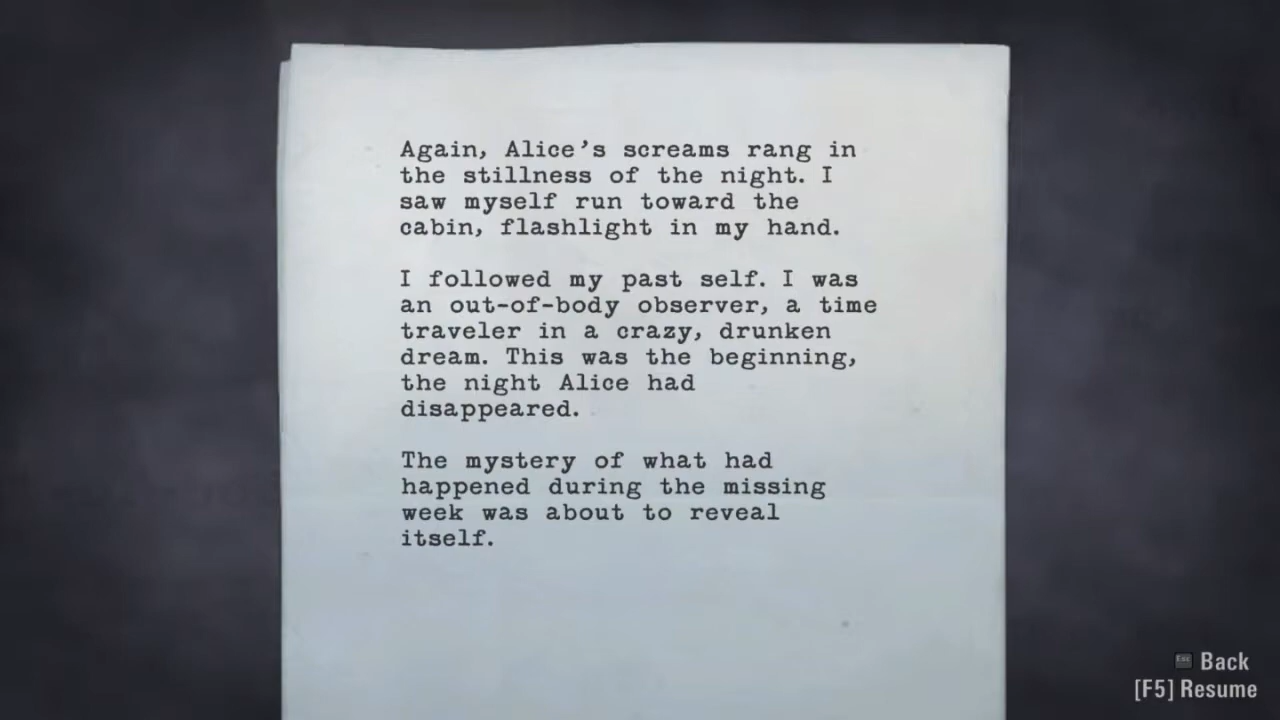 Again, Alice's screams rang in
the stillness of the night. I
saw myself run toward the
cabin, flashlight in my hand.
I followed my past self. I was
an out-of-body observer, a time
traveler in a crazy, drunken
dream. This was the beginning,
the night Alice had
disappeared.
The mystery of what had
happened during the missing
week was about to reveal
itself.
Esc Back
[F5] Resume